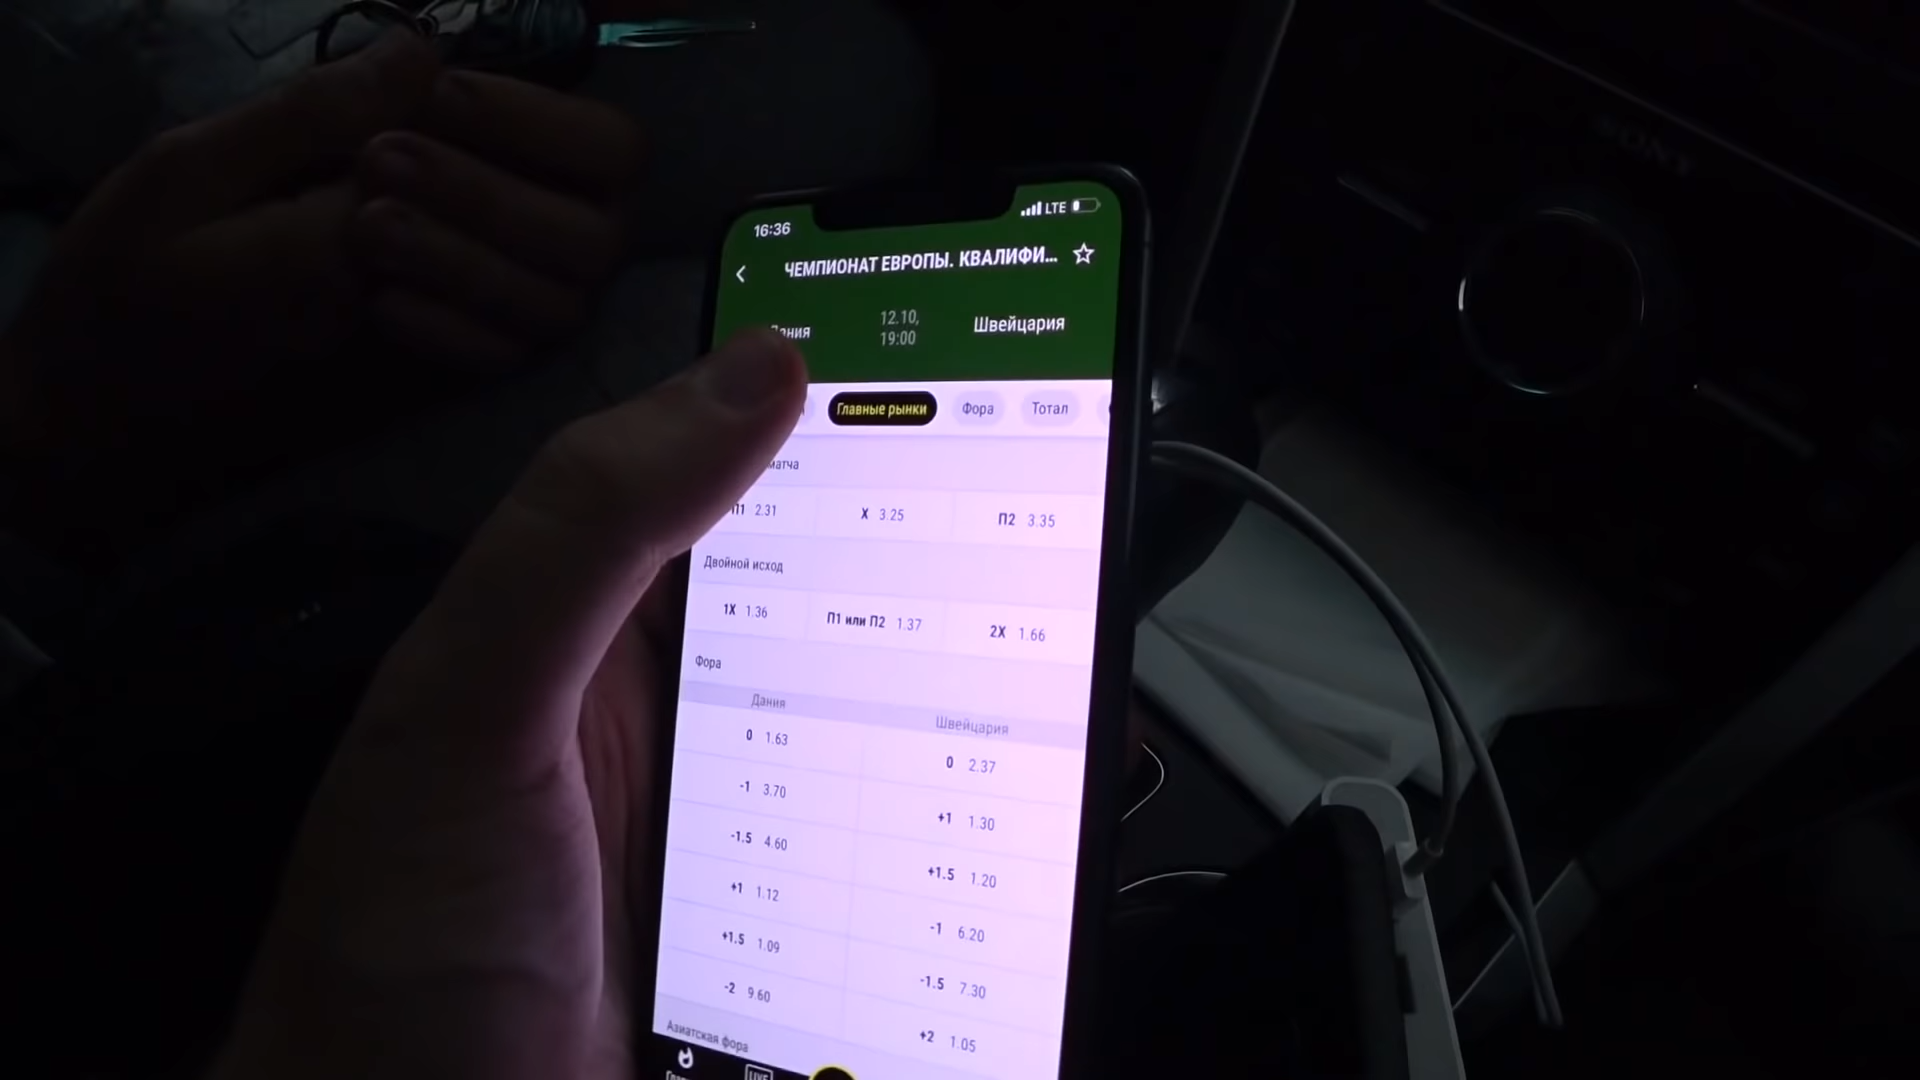 16:36 LTE
ЧЕМПИОНАТ ЕВРОПЫ. КВАЛИФИ...
12.10,
19:00
Швейцария
Главные рынки Фора Тотал
П1 2.31 X 3.25 П2 3.35
Двойной исход
1X 1.36 П1 или П2 1.37 2X 1.66
Фора
Дания Швейцария
0 1.63 0 2.37
-1 3.70 +1 1.30
-1.5 4.60 +1.5 1.20
+1 1.12 -1 6.20
+1.5 1.09 -1.5 7.30
-2 9.60 +2 1.05
Азиатская фора
LIVE
SONY